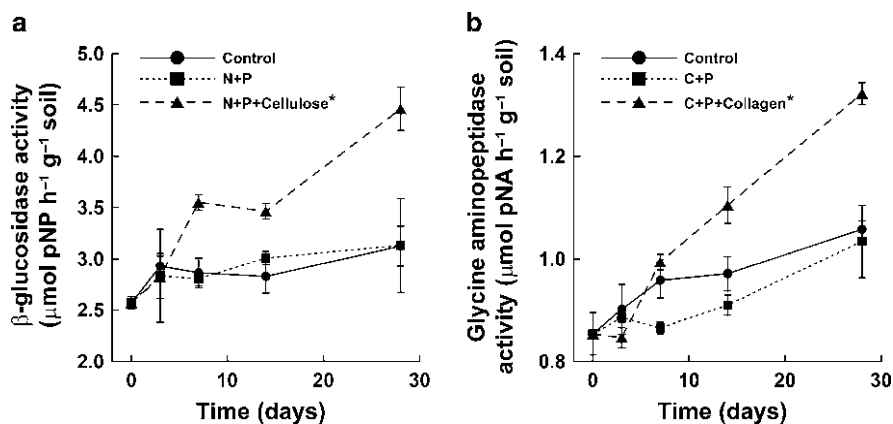 a
β-glucosidase activity
(μmol pNP h⁻¹ g⁻¹ soil)
5.0
4.5
4.0
3.5
3.0
2.5
2.0
Control
N+P
N+P+Cellulose*
0 10 20 30
Time (days)
b
Glycine aminopeptidase
activity (μmol pNA h⁻¹ g⁻¹ soil)
1.4
1.2
1.0
0.8
Control
C+P
C+P+Collagen*
0 10 20 30
Time (days)